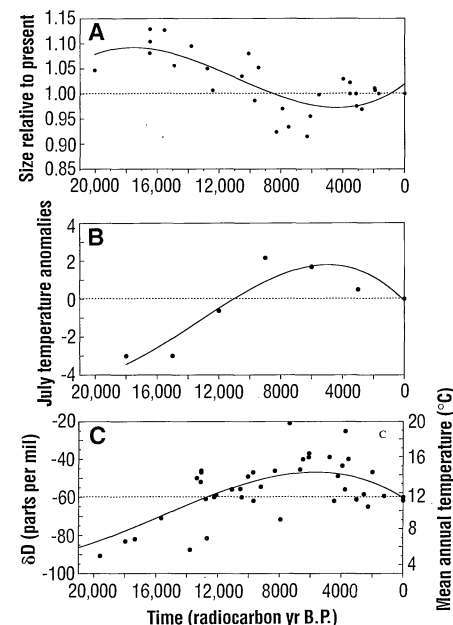 A
Size relative to present
1.15
1.10
1.05
1.00
0.95
0.90
0.85
20,000 16,000 12,000 8000 4000 0
B
July temperature anomalies
4
2
0
-2
-4
20,000 16,000 12,000 8000 4000 0
C
c
δD (parts per mil)
-20
-40
-60
-80
-100
Mean annual temperature (°C)
20
16
12
8
4
20,000 16,000 12,000 8000 4000 0
Time (radiocarbon yr B.P.)